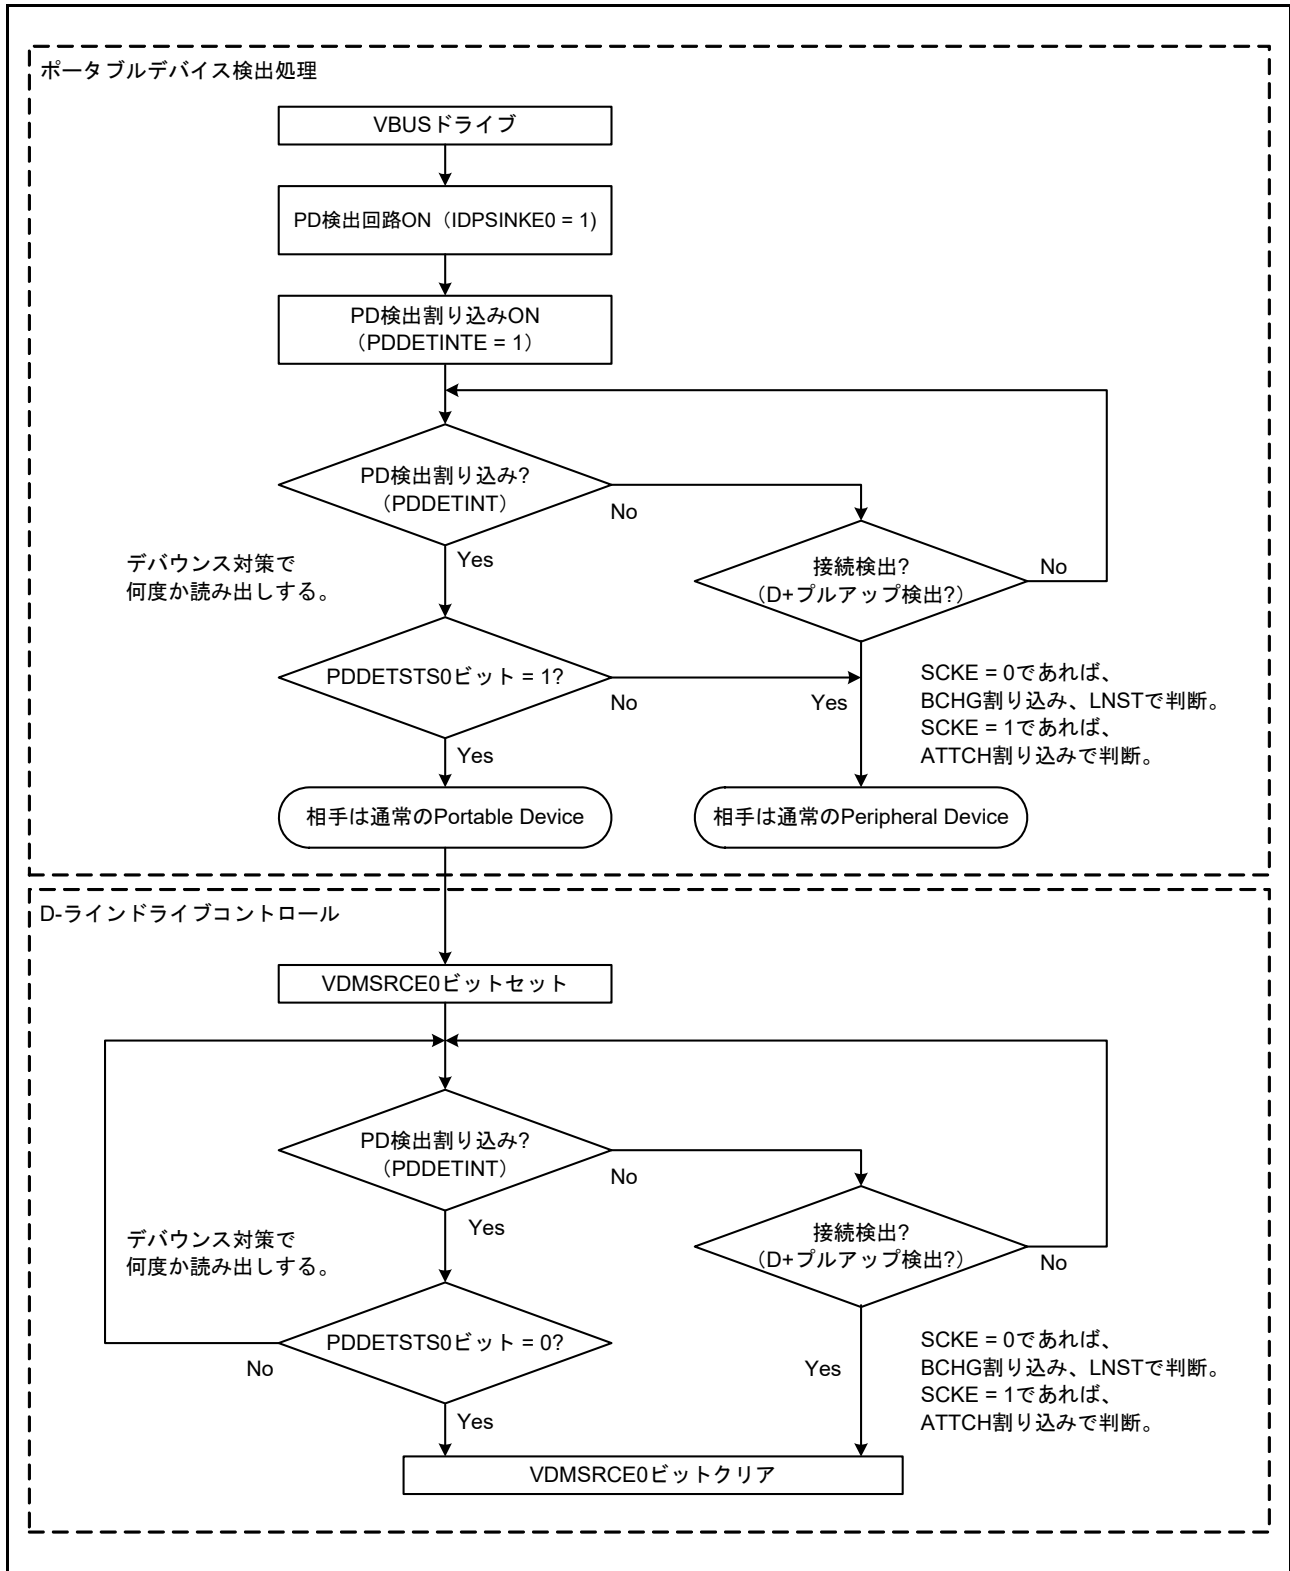 ポータブルデバイス検出処理
VBUSドライブ
PD検出回路ON（IDPSINKE0 = 1)
PD検出割り込みON
（PDDETINTE = 1）
PD検出割り込み?
（PDDETINT）
No
Yes
デバウンス対策で
何度か読み出しする。
接続検出?
（D+プルアップ検出?）
No
PDDETSTS0ビット = 1?
No
Yes
Yes
SCKE = 0であれば、
BCHG割り込み、LNSTで判断。
SCKE = 1であれば、
ATTCH割り込みで判断。
相手は通常のPortable Device
相手は通常のPeripheral Device
D-ラインドライブコントロール
VDMSRCE0ビットセット
PD検出割り込み?
（PDDETINT）
No
Yes
デバウンス対策で
何度か読み出しする。
接続検出?
（D+プルアップ検出?）
No
PDDETSTS0ビット = 0?
No
Yes
Yes
SCKE = 0であれば、
BCHG割り込み、LNSTで判断。
SCKE = 1であれば、
ATTCH割り込みで判断。
VDMSRCE0ビットクリア